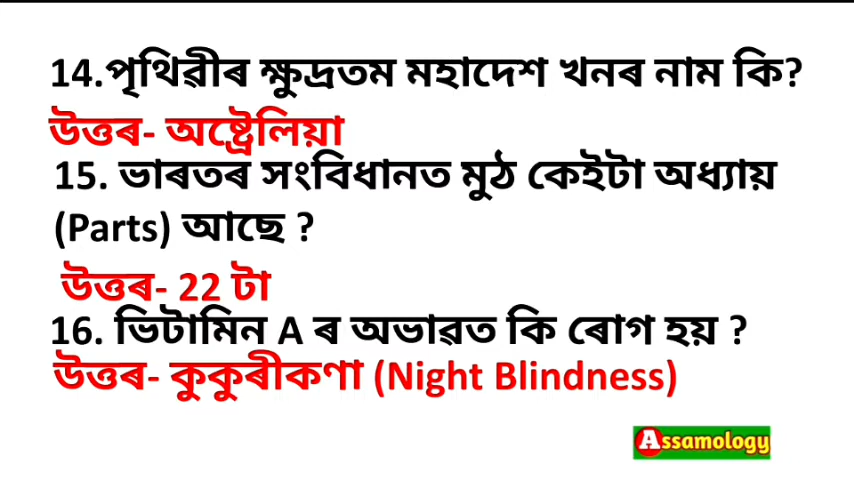 14.পৃথিৱীৰ ক্ষুদ্ৰতম মহাদেশ খনৰ নাম কি?
উত্তৰ- অষ্ট্ৰেলিয়া
15. ভাৰতৰ সংবিধানত মুঠ কেইটা অধ্যায়
(Parts) আছে ?
উত্তৰ- 22 টা
16. ভিটামিন A ৰ অভাৱত কি ৰোগ হয় ?
উত্তৰ- কুকুৰীকণা (Night Blindness)
Assamology